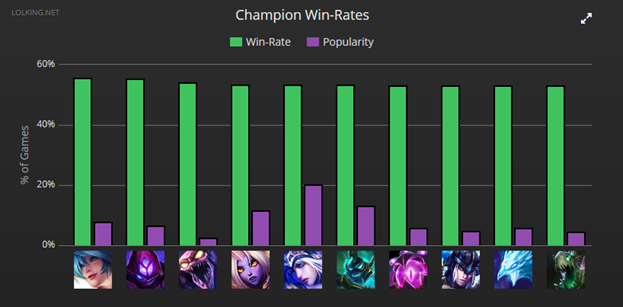 LOLKING.NET
Champion Win-Rates
Win-Rate Popularity
60%
40%
20%
0%
% of Games